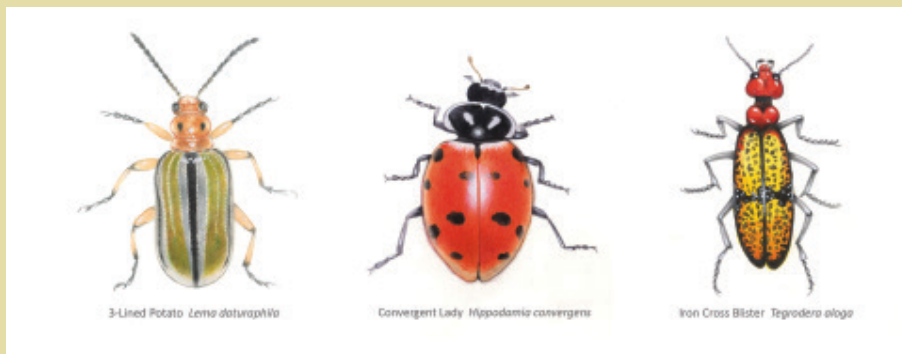 3-Lined Potato Lema daturaphila
Convergent Lady Hippodamia convergens
Iron Cross Blister Tegrodera aloga